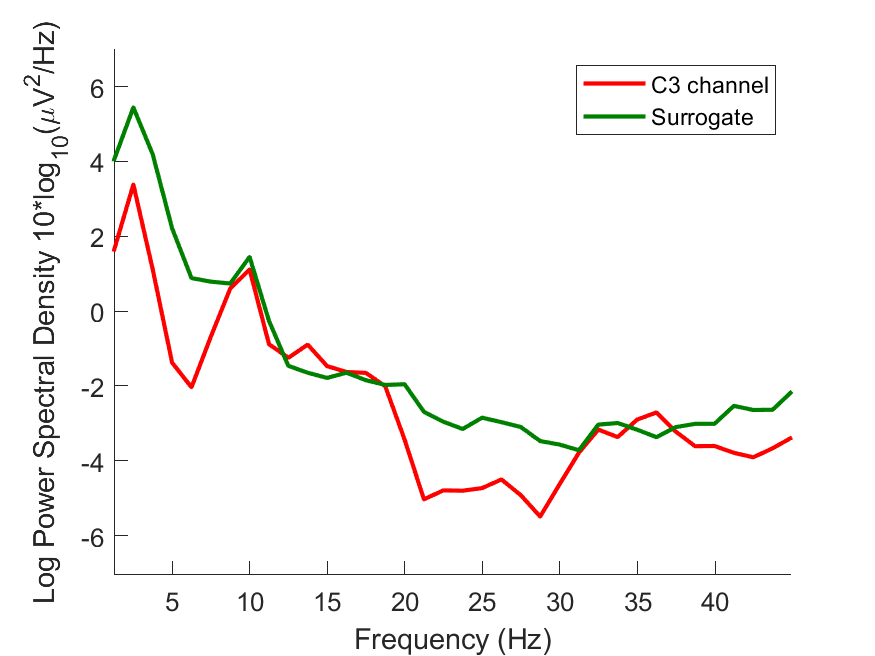 C3 channel
Surrogate
Log Power Spectral Density 10*log10(μV2/Hz)
6
4
2
0
-2
-4
-6
5 10 15 20 25 30 35 40
Frequency (Hz)